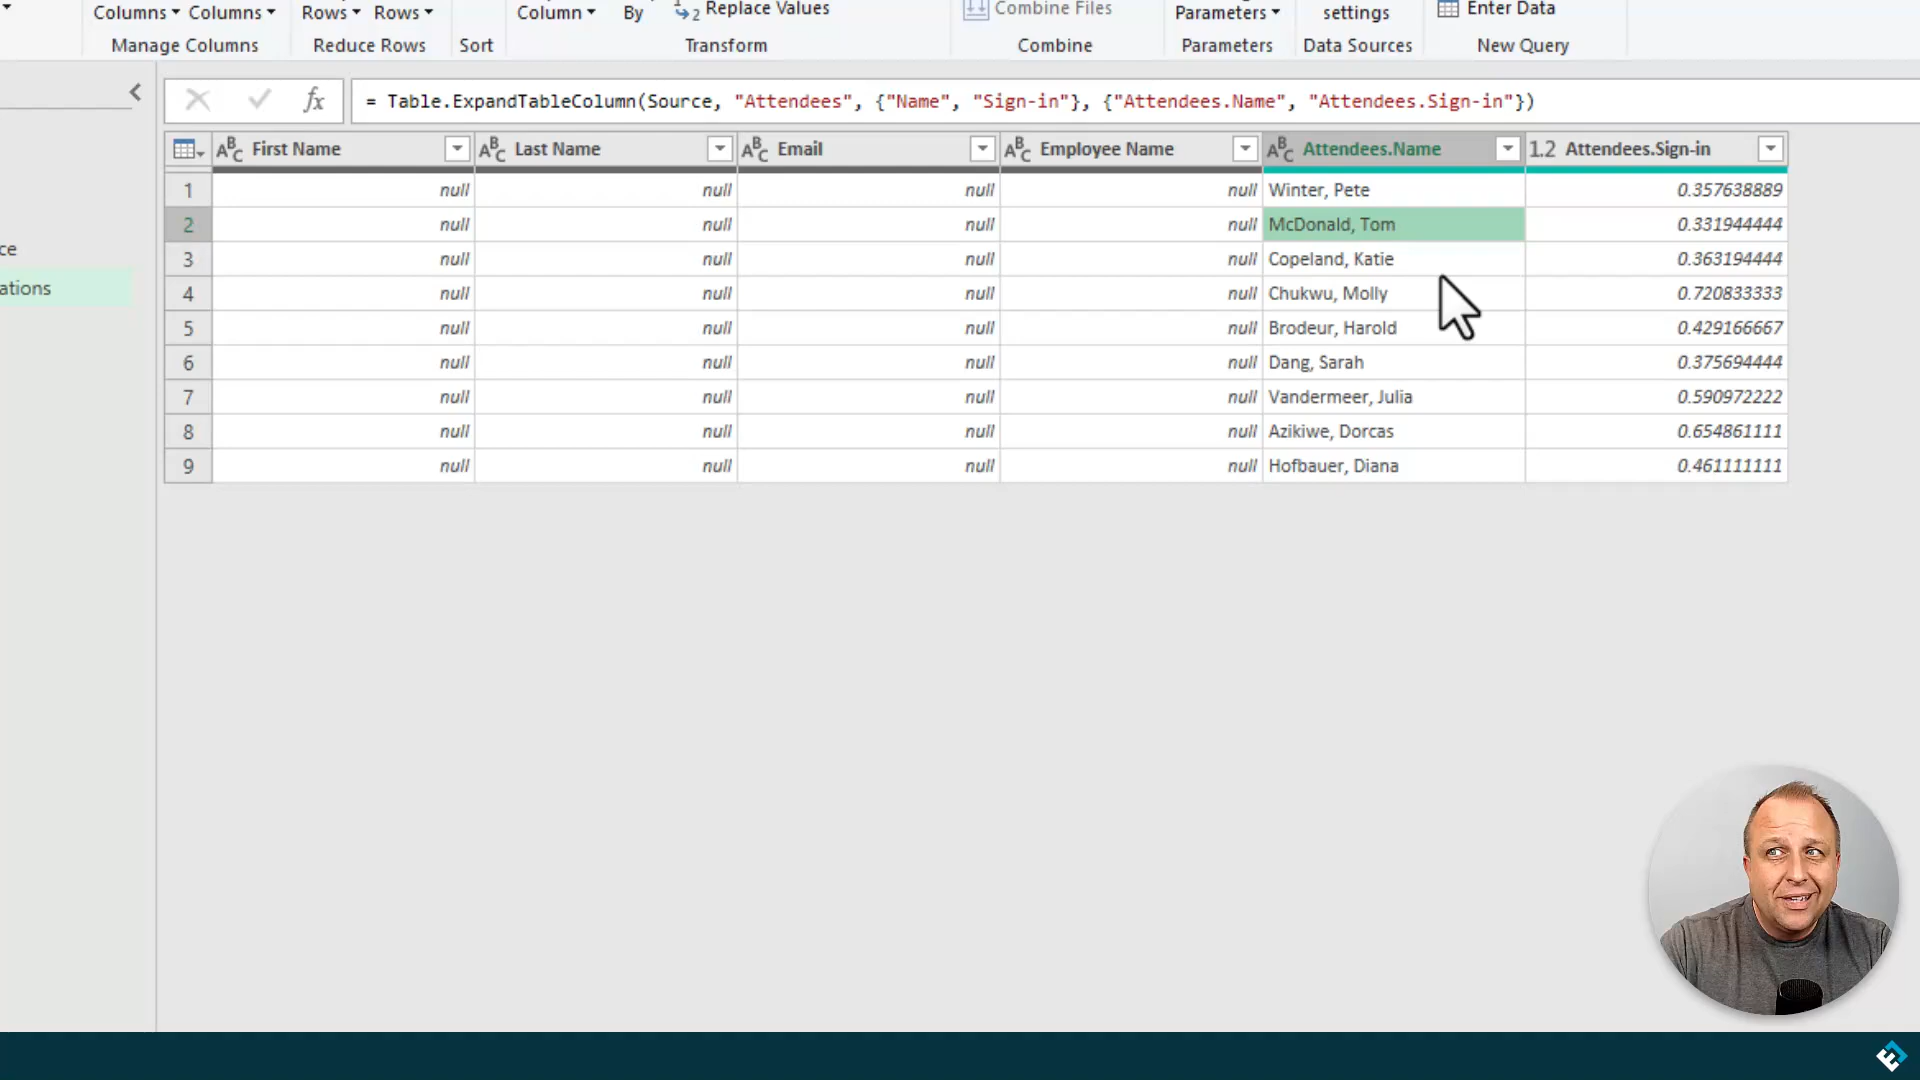 Columns Columns Rows Rows Column By Replace Values Combine Files Parameters settings Enter Data
Manage Columns Reduce Rows Sort Transform Combine Parameters Data Sources New Query
fx = Table.ExpandTableColumn(Source, "Attendees", {"Name", "Sign-in"}, {"Attendees.Name", "Attendees.Sign-in"})
ABC First Name ABC Last Name ABC Email ABC Employee Name ABC Attendees.Name 1.2 Attendees.Sign-in
1 null null null null Winter, Pete 0.357638889
2 null null null null McDonald, Tom 0.331944444
3 null null null null Copeland, Katie 0.363194444
4 null null null null Chukwu, Molly 0.720833333
5 null null null null Brodeur, Harold 0.429166667
6 null null null null Dang, Sarah 0.375694444
7 null null null null Vandermeer, Julia 0.590972222
8 null null null null Azikiwe, Dorcas 0.654861111
9 null null null null Hofbauer, Diana 0.461111111
ce
ations